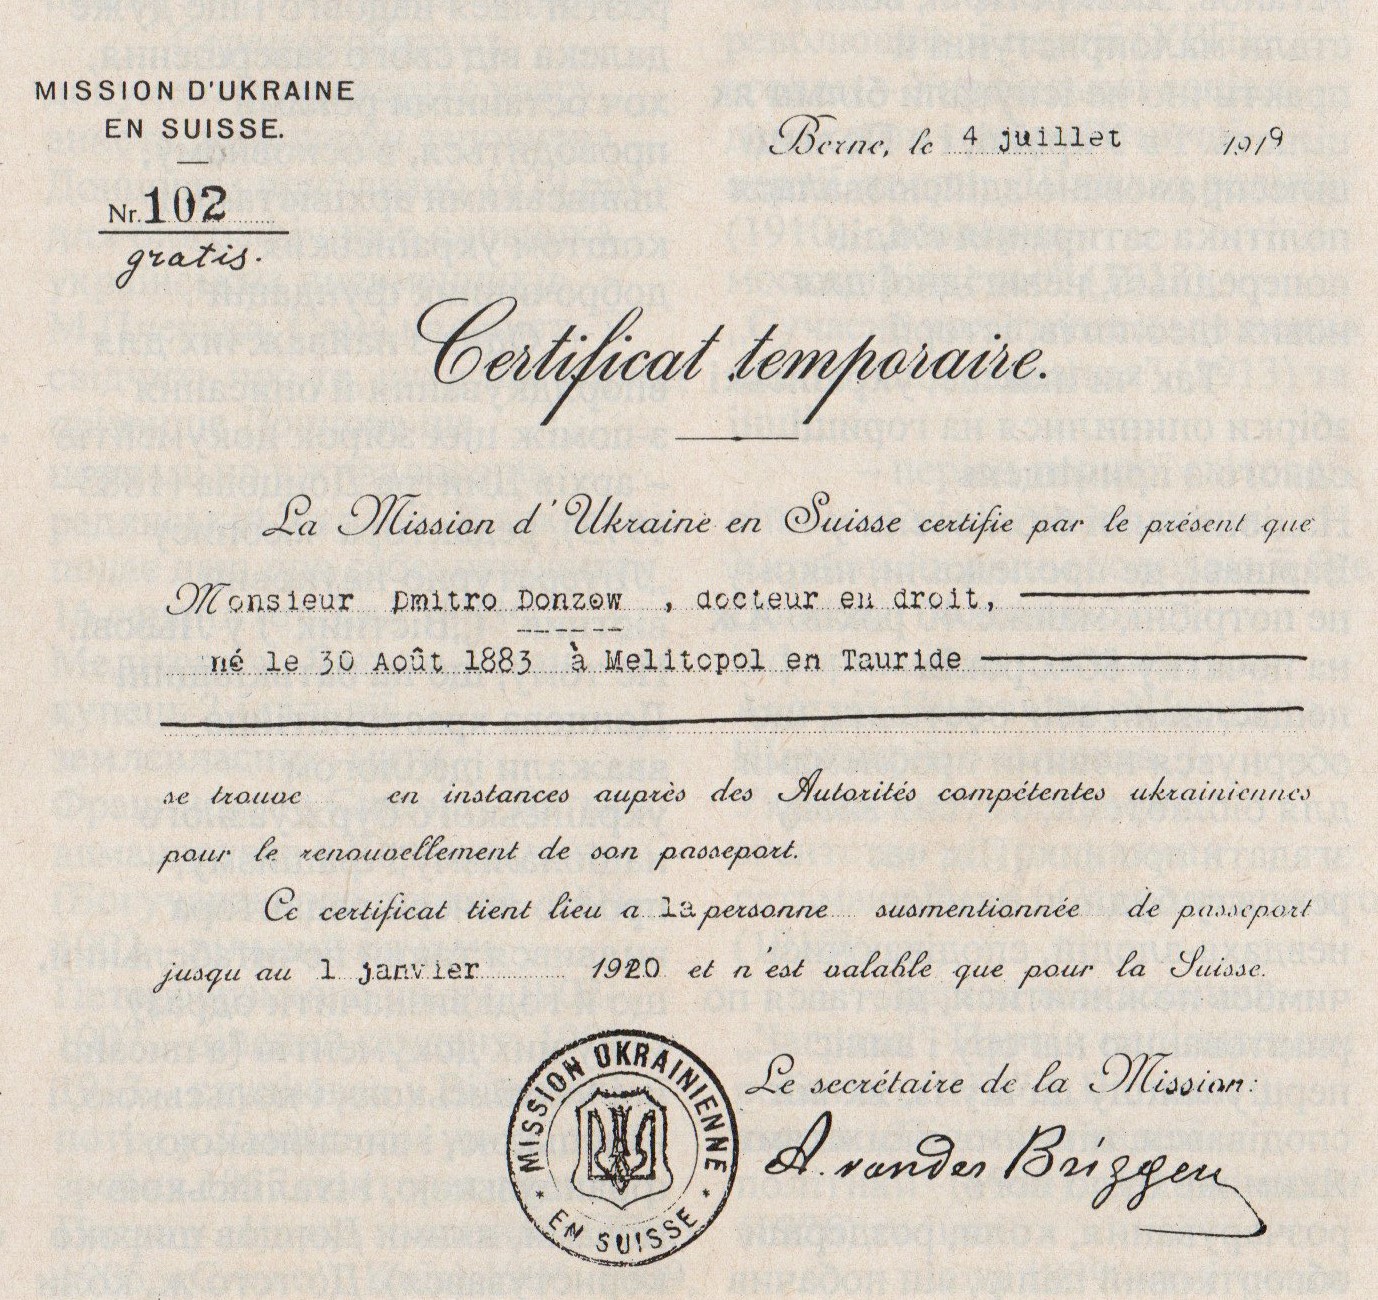 MISSION D'UKRAINE
EN SUISSE.
Nr. 102
gratis.
Berne, le 4 juillet 1919
Certificat temporaire.
La Mission d'Ukraine en Suisse certifie par le présent que
Monsieur Dmitro Donzow , docteur en droit,
né le 30 Août 1883 à Melitopol en Tauride
se trouve en instances auprès des Autorités compétentes ukrainiennes
pour le renouvellement de son passeport.
Ce certificat tient lieu a la personne susmentionnée de passeport
jusqu au 1 janvier 1920 et n'est valable que pour la Suisse.
Le secrétaire de la Mission:
MISSION UKRAINIENNE
* EN SUISSE *